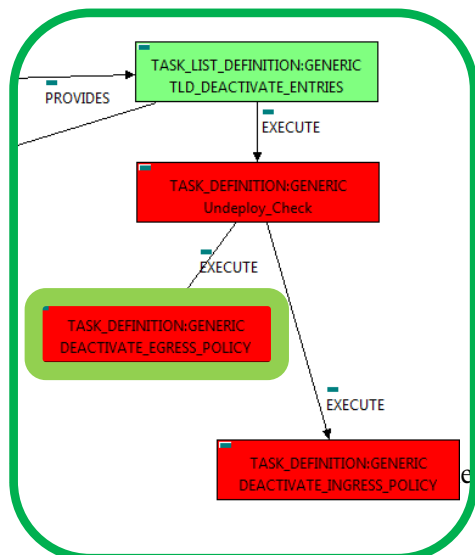 TASK_LIST_DEFINITION:GENERIC
TLD_DEACTIVATE_ENTRIES
PROVIDES
EXECUTE
TASK_DEFINITION:GENERIC
Undeploy_Check
EXECUTE
TASK_DEFINITION:GENERIC
DEACTIVATE_EGRESS_POLICY
EXECUTE
TASK_DEFINITION:GENERIC
DEACTIVATE_INGRESS_POLICY
e